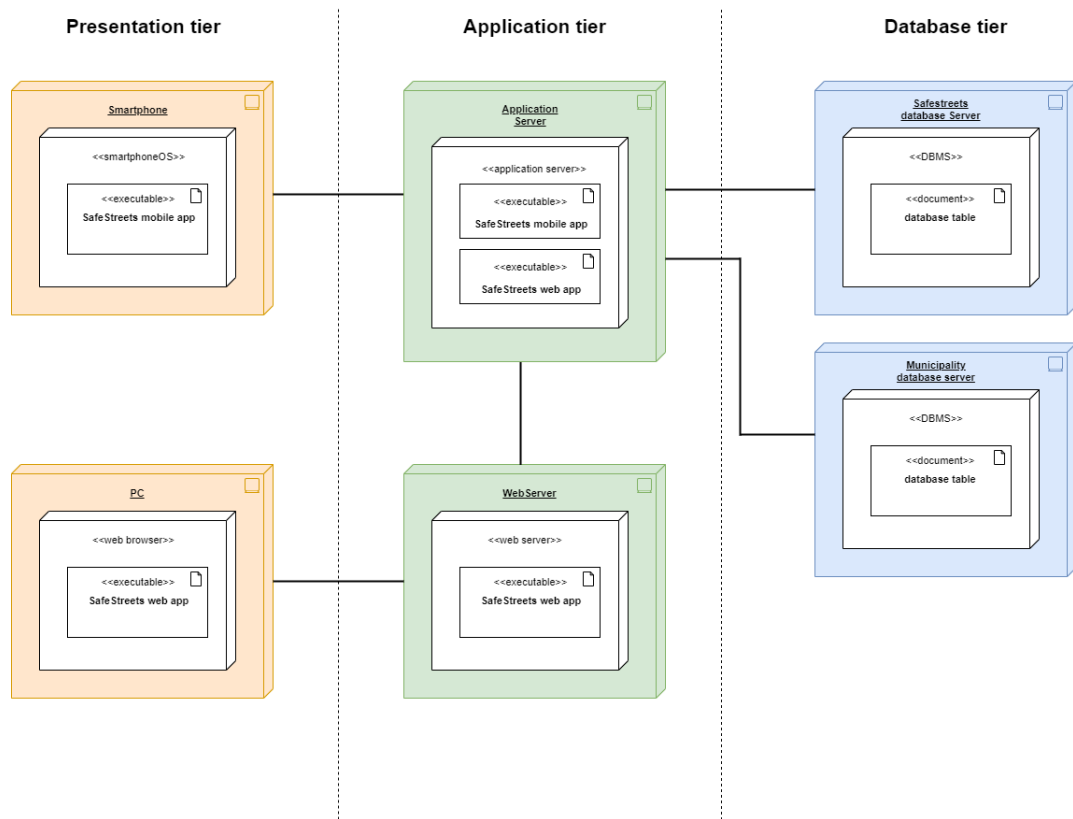 Presentation tier
Application tier
Database tier
Smartphone
<<smartphoneOS>>
<<executable>>
SafeStreets mobile app
Application
Server
<<application server>>
<<executable>>
SafeStreets mobile app
<<executable>>
SafeStreets web app
Safestreets
database Server
<<DBMS>>
<<document>>
database table
Municipality
database server
<<DBMS>>
<<document>>
database table
PC
<<web browser>>
<<executable>>
SafeStreets web app
WebServer
<<web server>>
<<executable>>
SafeStreets web app